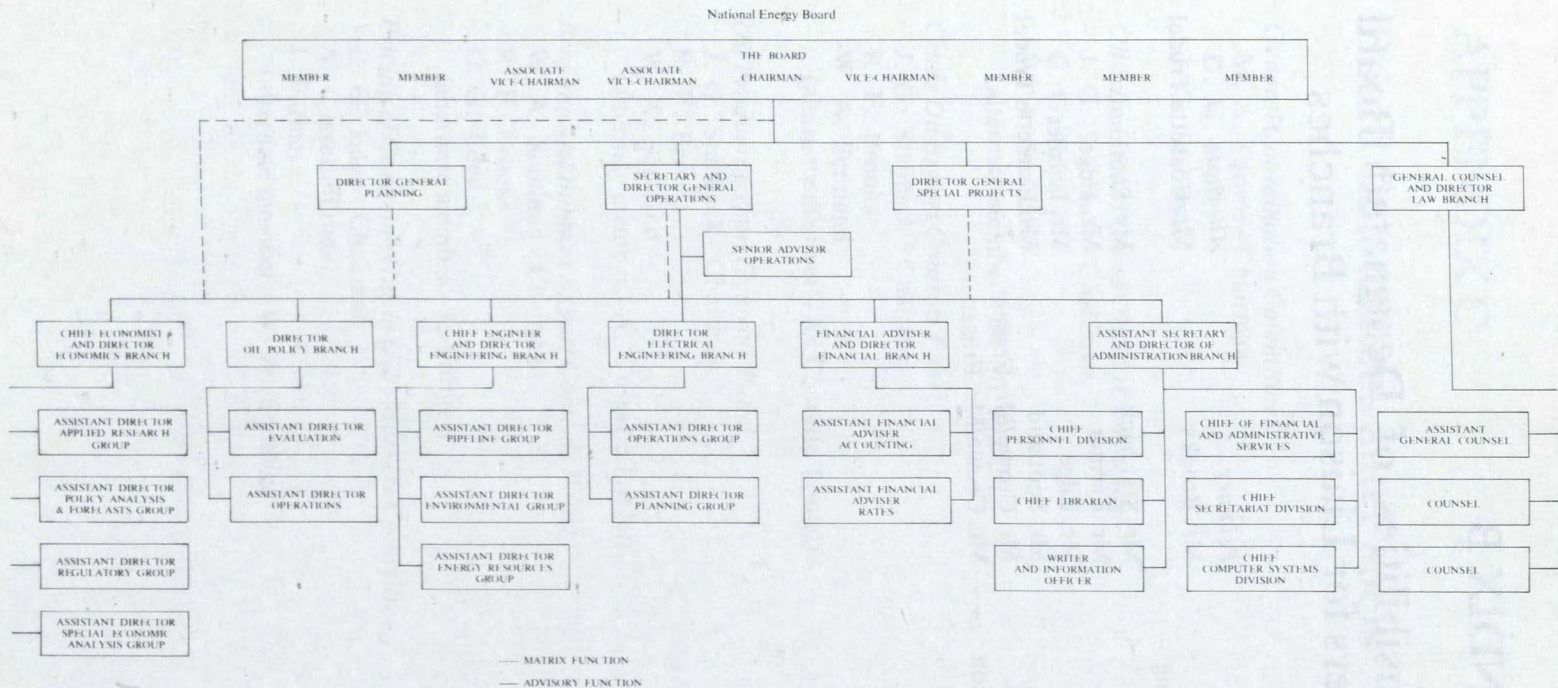 National Energy Board
THE BOARD
MEMBER
MEMBER
ASSOCIATE
VICE-CHAIRMAN
ASSOCIATE
VICE-CHAIRMAN
CHAIRMAN
VICE-CHAIRMAN
MEMBER
MEMBER
MEMBER
DIRECTOR GENERAL
PLANNING
SECRETARY AND
DIRECTOR GENERAL
OPERATIONS
DIRECTOR GENERAL
SPECIAL PROJECTS
GENERAL COUNSEL
AND DIRECTOR
LAW BRANCH
SENIOR ADVISOR
OPERATIONS
CHIEF ECONOMIST
AND DIRECTOR
ECONOMICS BRANCH
DIRECTOR
OIL POLICY BRANCH
CHIEF ENGINEER
AND DIRECTOR
ENGINEERING BRANCH
DIRECTOR
ELECTRICAL
ENGINEERING BRANCH
FINANCIAL ADVISER
AND DIRECTOR
FINANCIAL BRANCH
ASSISTANT SECRETARY
AND DIRECTOR OF
ADMINISTRATION BRANCH
ASSISTANT DIRECTOR
APPLIED RESEARCH
GROUP
ASSISTANT DIRECTOR
EVALUATION
ASSISTANT DIRECTOR
PIPELINE GROUP
ASSISTANT DIRECTOR
OPERATIONS GROUP
ASSISTANT FINANCIAL
ADVISER
ACCOUNTING
CHIEF
PERSONNEL DIVISION
CHIEF OF FINANCIAL
AND ADMINISTRATIVE
SERVICES
ASSISTANT
GENERAL COUNSEL
ASSISTANT DIRECTOR
POLICY ANALYSIS
& FORECASTS GROUP
ASSISTANT DIRECTOR
OPERATIONS
ASSISTANT DIRECTOR
ENVIRONMENTAL GROUP
ASSISTANT DIRECTOR
PLANNING GROUP
ASSISTANT FINANCIAL
ADVISER
RATES
CHIEF LIBRARIAN
CHIEF
SECRETARIAT DIVISION
COUNSEL
ASSISTANT DIRECTOR
REGULATORY GROUP
ASSISTANT DIRECTOR
ENERGY RESOURCES
GROUP
WRITER
AND INFORMATION
OFFICER
CHIEF
COMPUTER SYSTEMS
DIVISION
COUNSEL
ASSISTANT DIRECTOR
SPECIAL ECONOMIC
ANALYSIS GROUP
MATRIX FUNCTION
ADVISORY FUNCTION